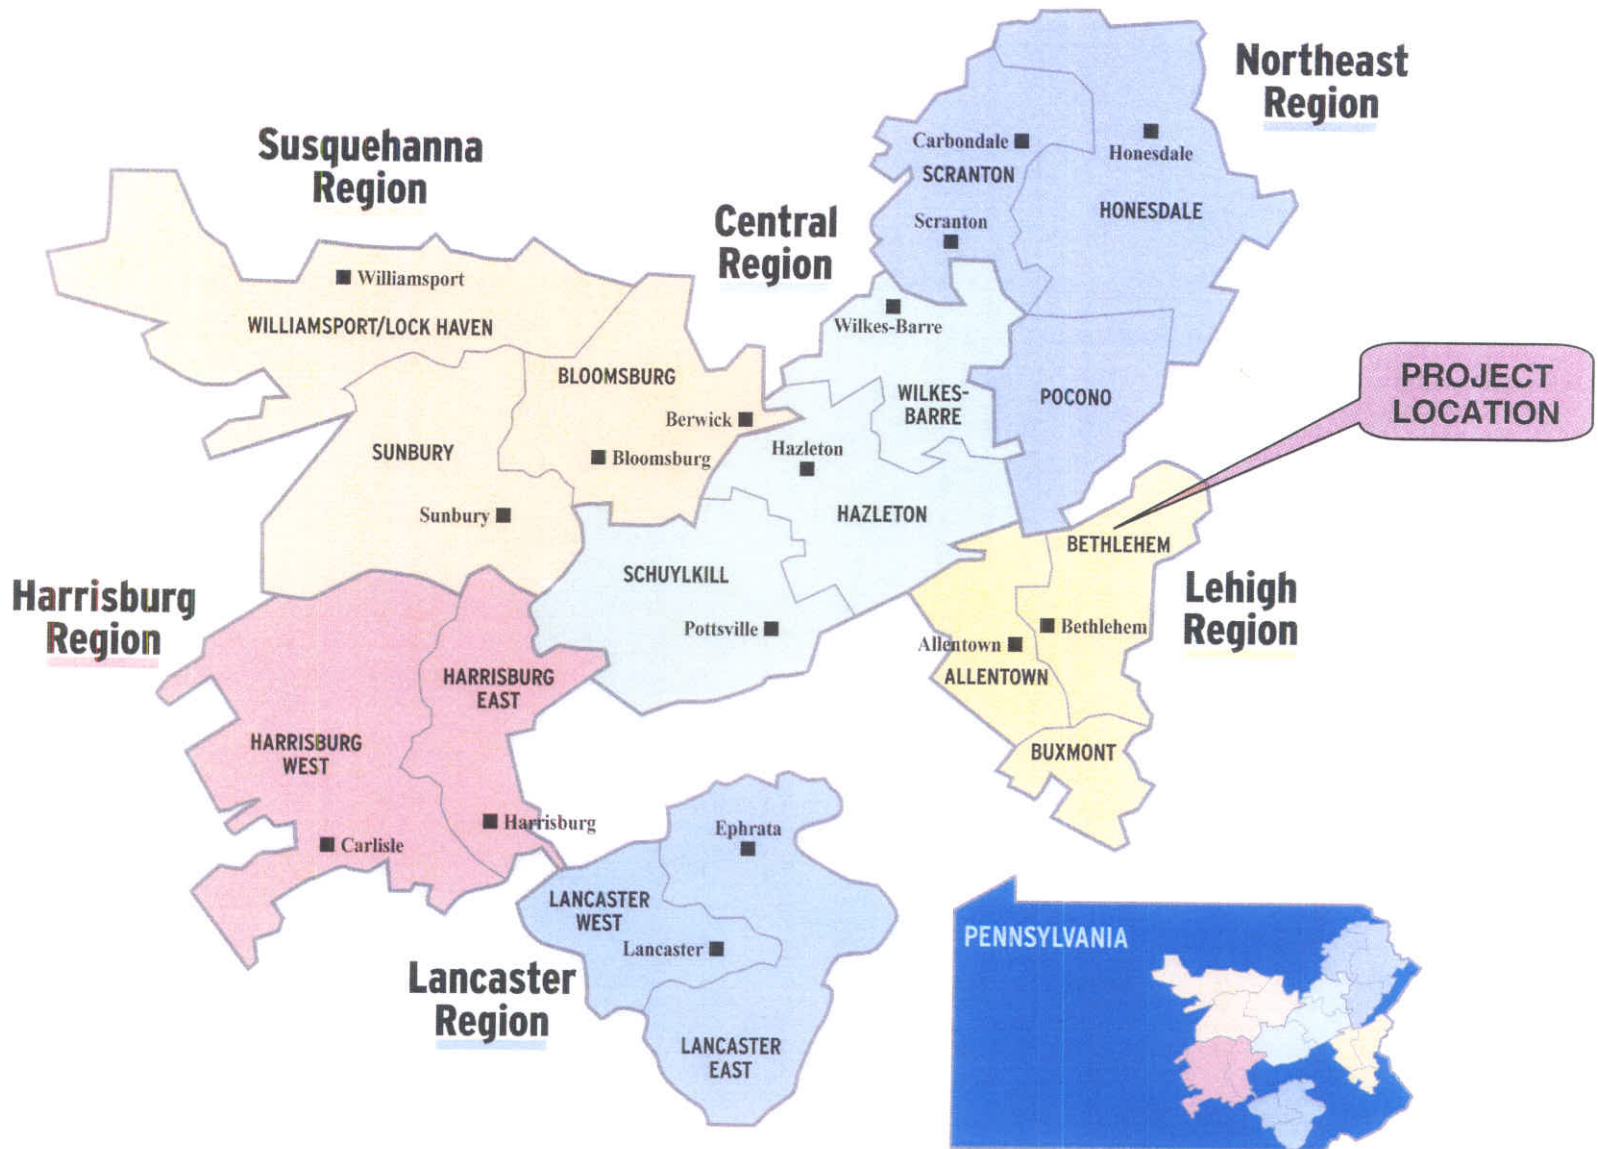 Northeast
Region
Susquehanna
Region
Central
Region
Carbondale
SCRANTON
Scranton
Honesdale
HONESDALE
Williamsport
WILLIAMSPORT/LOCK HAVEN
Wilkes-Barre
WILKES-
BARRE
POCONO
PROJECT
LOCATION
BLOOMSBURG
Berwick
Bloomsburg
SUNBURY
Sunbury
Hazleton
HAZLETON
BETHLEHEM
Bethlehem
Lehigh
Region
SCHUYLKILL
Pottsville
Allentown
ALLENTOWN
BUXMONT
Harrisburg
Region
HARRISBURG
EAST
HARRISBURG
WEST
Harrisburg
Carlisle
Ephrata
LANCASTER
WEST
Lancaster
Lancaster
Region
LANCASTER
EAST
PENNSYLVANIA